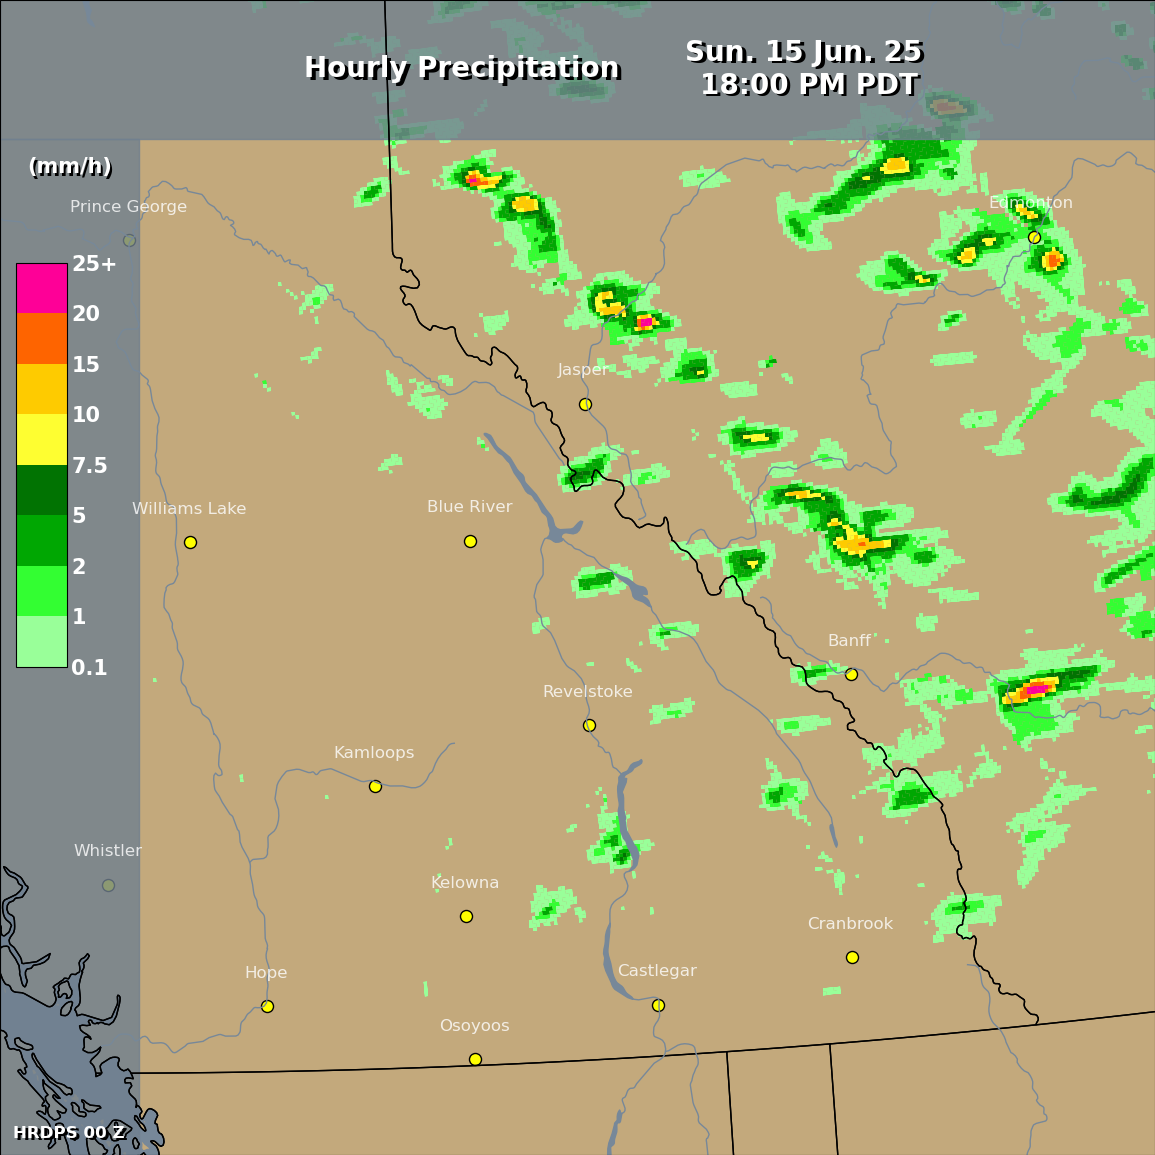 Hourly Precipitation
Sun. 15 Jun. 25
18:00 PM PDT
(mm/h)
Prince George
Edmonton
25+
20
15
10
7.5
5
2
1
0.1
Jasper
Williams Lake
Blue River
Banff
Revelstoke
Kamloops
Whistler
Kelowna
Cranbrook
Hope
Castlegar
Osoyoos
HRDPS 00 Z